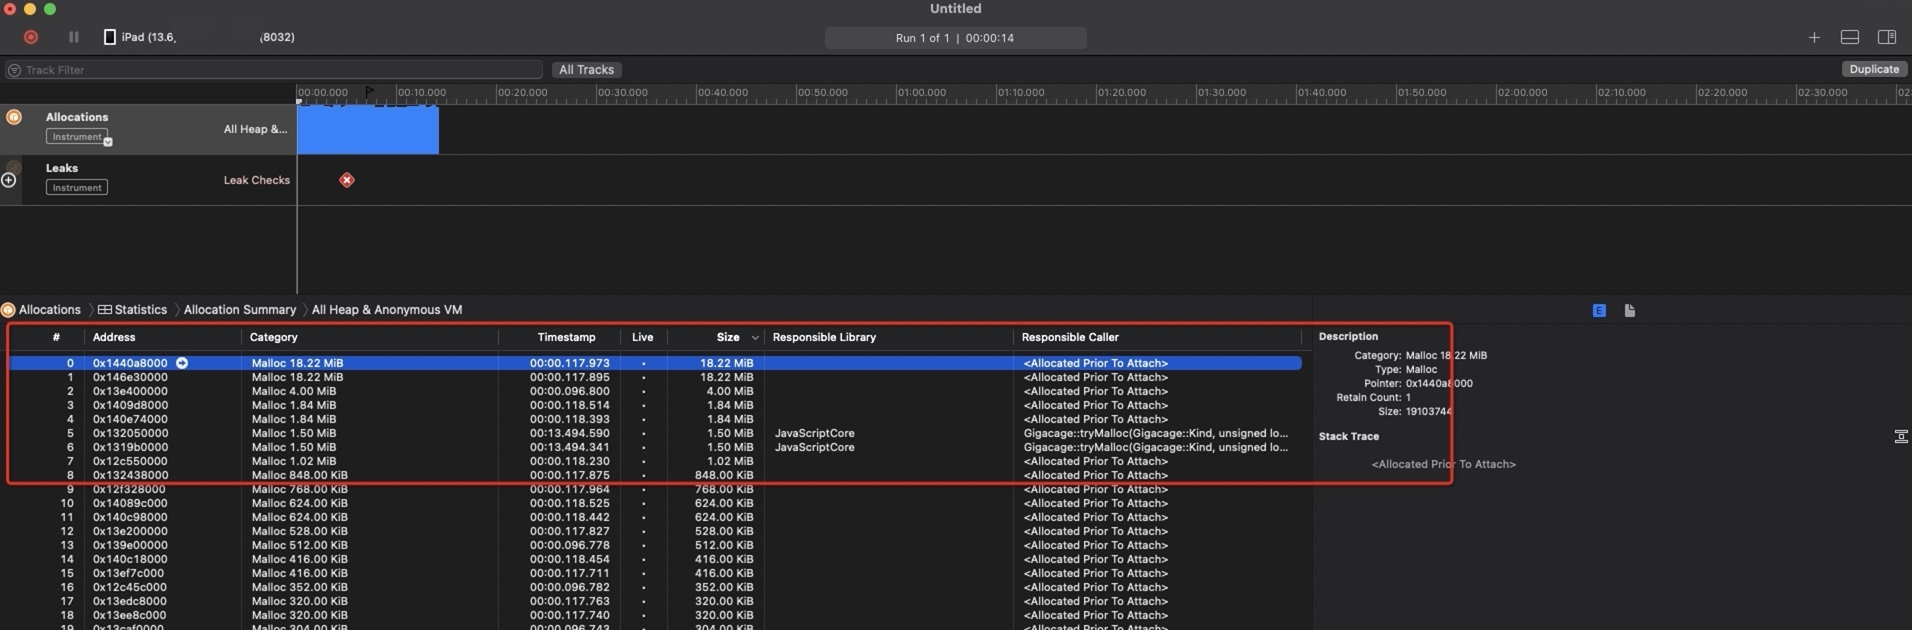 Untitled
iPad (13.6, (8032)
Run 1 of 1 | 00:00:14
Track Filter
All Tracks
Duplicate
00:00.000 00:10.000 00:20.000 00:30.000 00:40.000 00:50.000 01:00.000 01:10.000 01:20.000 01:30.000 01:40.000 01:50.000 02:00.000 02:10.000 02:20.000 02:30.000 02:
Allocations
Instrument
All Heap &...
Leaks
Instrument
Leak Checks
Allocations Statistics Allocation Summary All Heap & Anonymous VM
E
# Address Category Timestamp Live Size Responsible Library Responsible Caller
0 0x1440a8000 Malloc 18.22 MiB 00:00.117.973 • 18.22 MiB <Allocated Prior To Attach>
1 0x146e30000 Malloc 18.22 MiB 00:00.117.895 • 18.22 MiB <Allocated Prior To Attach>
2 0x13e400000 Malloc 4.00 MiB 00:00.096.800 • 4.00 MiB <Allocated Prior To Attach>
3 0x1409d8000 Malloc 1.84 MiB 00:00.118.514 • 1.84 MiB <Allocated Prior To Attach>
4 0x140e74000 Malloc 1.84 MiB 00:00.118.393 • 1.84 MiB <Allocated Prior To Attach>
5 0x132050000 Malloc 1.50 MiB 00:13.494.590 • 1.50 MiB JavaScriptCore Gigacage::tryMalloc(Gigacage::Kind, unsigned lo...
6 0x1319b0000 Malloc 1.50 MiB 00:13.494.341 • 1.50 MiB JavaScriptCore Gigacage::tryMalloc(Gigacage::Kind, unsigned lo...
7 0x12c550000 Malloc 1.02 MiB 00:00.118.230 • 1.02 MiB <Allocated Prior To Attach>
8 0x132438000 Malloc 848.00 KiB 00:00.117.875 • 848.00 KiB <Allocated Prior To Attach>
9 0x12f328000 Malloc 768.00 KiB 00:00.117.964 • 768.00 KiB <Allocated Prior To Attach>
10 0x14089c000 Malloc 624.00 KiB 00:00.118.525 • 624.00 KiB <Allocated Prior To Attach>
11 0x140c98000 Malloc 624.00 KiB 00:00.118.442 • 624.00 KiB <Allocated Prior To Attach>
12 0x13e200000 Malloc 528.00 KiB 00:00.117.827 • 528.00 KiB <Allocated Prior To Attach>
13 0x139e00000 Malloc 512.00 KiB 00:00.096.778 • 512.00 KiB <Allocated Prior To Attach>
14 0x140c18000 Malloc 416.00 KiB 00:00.118.454 • 416.00 KiB <Allocated Prior To Attach>
15 0x13ef7c000 Malloc 416.00 KiB 00:00.117.711 • 416.00 KiB <Allocated Prior To Attach>
16 0x12c45c000 Malloc 352.00 KiB 00:00.096.782 • 352.00 KiB <Allocated Prior To Attach>
17 0x13edc8000 Malloc 320.00 KiB 00:00.117.763 • 320.00 KiB <Allocated Prior To Attach>
18 0x13ee8c000 Malloc 320.00 KiB 00:00.117.740 • 320.00 KiB <Allocated Prior To Attach>
19 0x13caf0000 Malloc 304.00 KiB 00:00.096.743 • 304.00 KiB <Allocated Prior To Attach>
Description
Category: Malloc 18.22 MiB
Type: Malloc
Pointer: 0x1440a8000
Retain Count: 1
Size: 19103744
Stack Trace
<Allocated Prior To Attach>